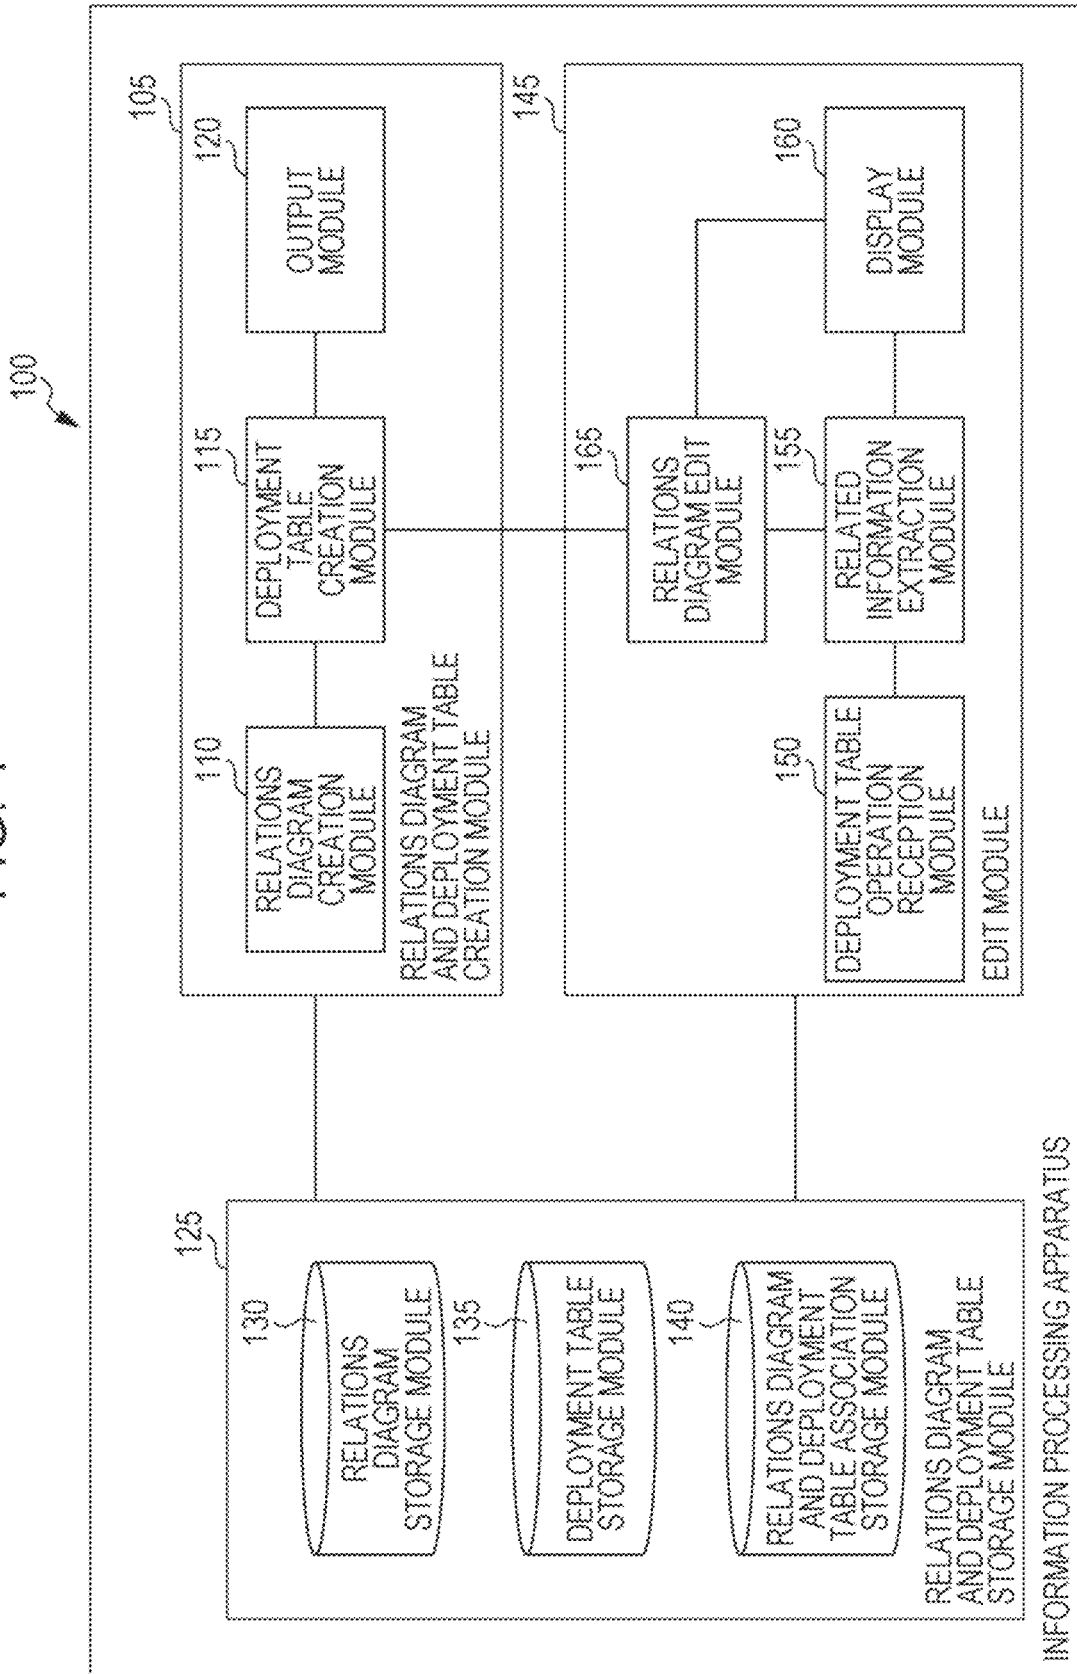 100
125
130
RELATIONS
DIAGRAM
STORAGE MODULE
135
DEPLOYMENT TABLE
STORAGE MODULE
140
RELATIONS DIAGRAM
AND DEPLOYMENT
TABLE ASSOCIATION
STORAGE MODULE
RELATIONS DIAGRAM
AND DEPLOYMENT TABLE
STORAGE MODULE
105
110
RELATIONS
DIAGRAM
CREATION
MODULE
115
DEPLOYMENT
TABLE
CREATION
MODULE
120
OUTPUT
MODULE
RELATIONS DIAGRAM
AND DEPLOYMENT TABLE
CREATION MODULE
145
165
RELATIONS
DIAGRAM EDIT
MODULE
150
DEPLOYMENT TABLE
OPERATION
RECEPTION
MODULE
155
RELATED
INFORMATION
EXTRACTION
MODULE
160
DISPLAY
MODULE
EDIT MODULE
INFORMATION PROCESSING APPARATUS